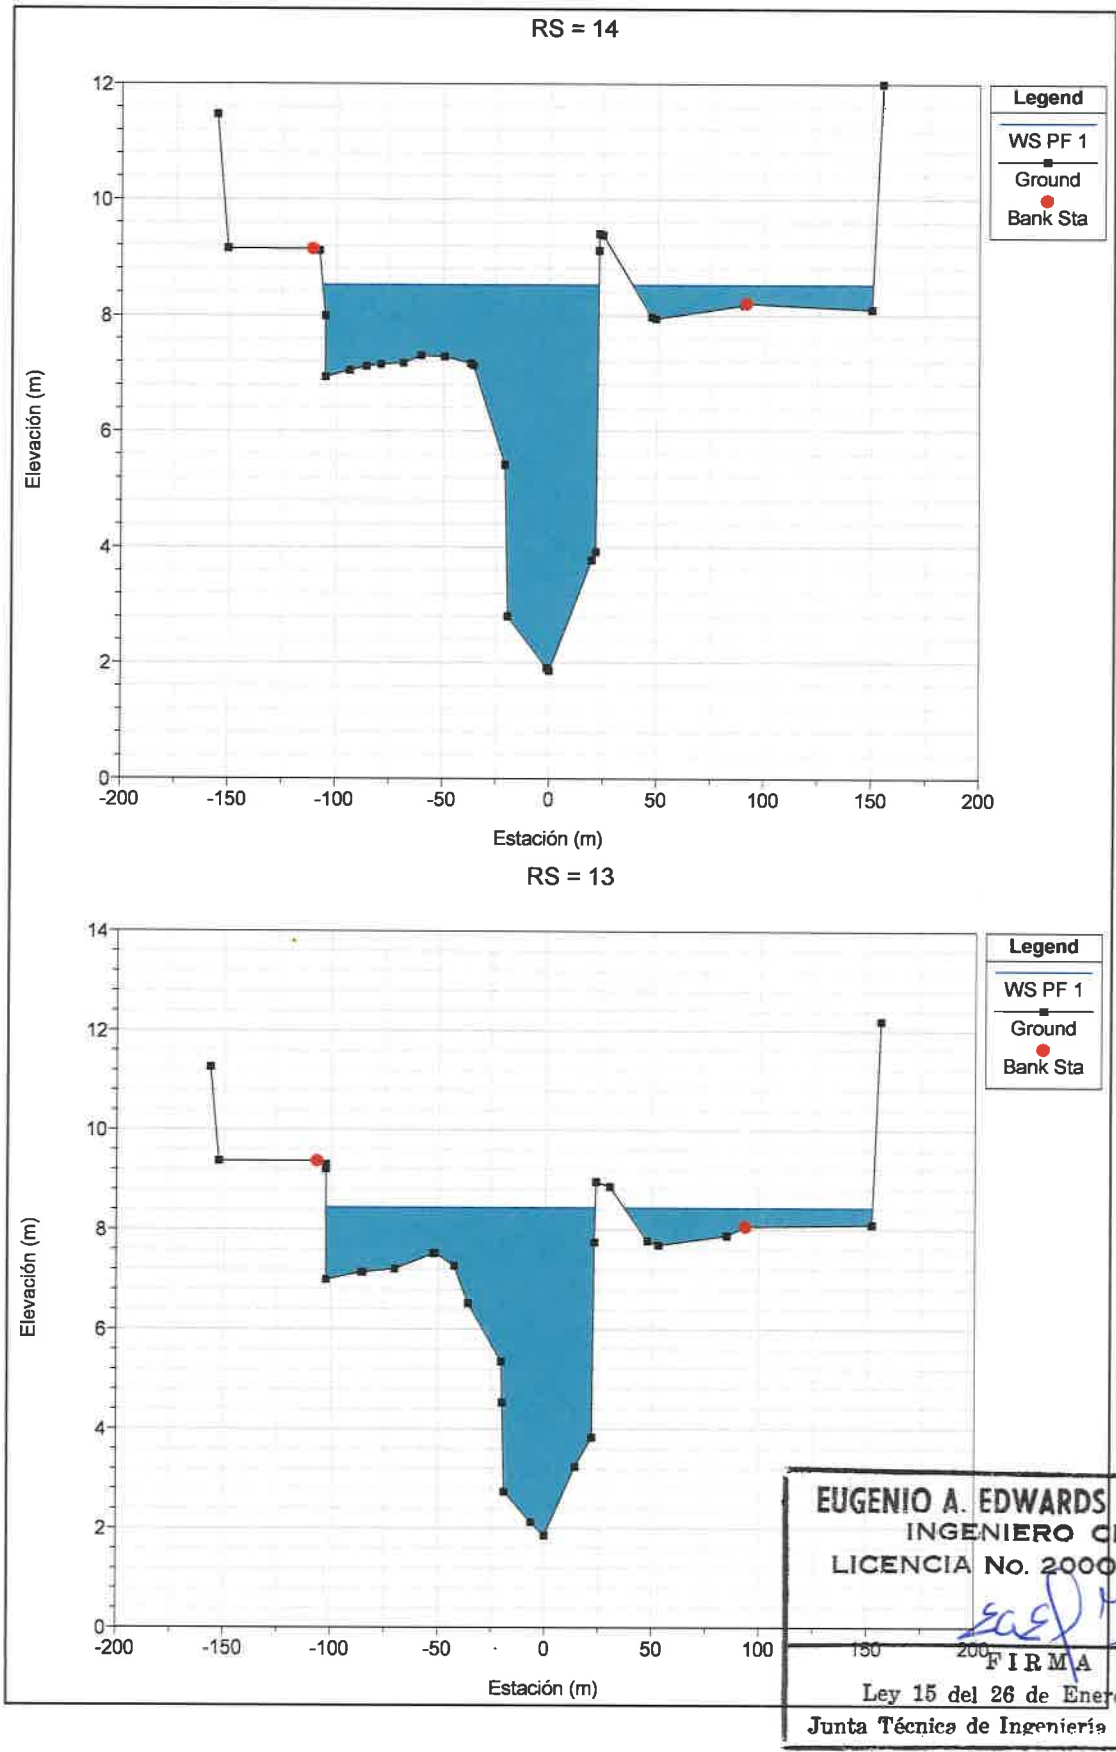 RS = 14
12
10
8
6
4
2
0
Elevación (m)
-200 -150 -100 -50 0 50 100 150 200
Estación (m)
Legend
WS PF 1
Ground
Bank Sta
RS = 13
14
12
10
8
6
4
2
0
Elevación (m)
-200 -150 -100 -50 0 50 100 150 200
Estación (m)
Legend
WS PF 1
Ground
Bank Sta
EUGENIO A. EDWARDS
INGENIERO
LICENCIA No.
FIRMA
Ley 15 del 26 de
Junta Técnica de Ingeniería